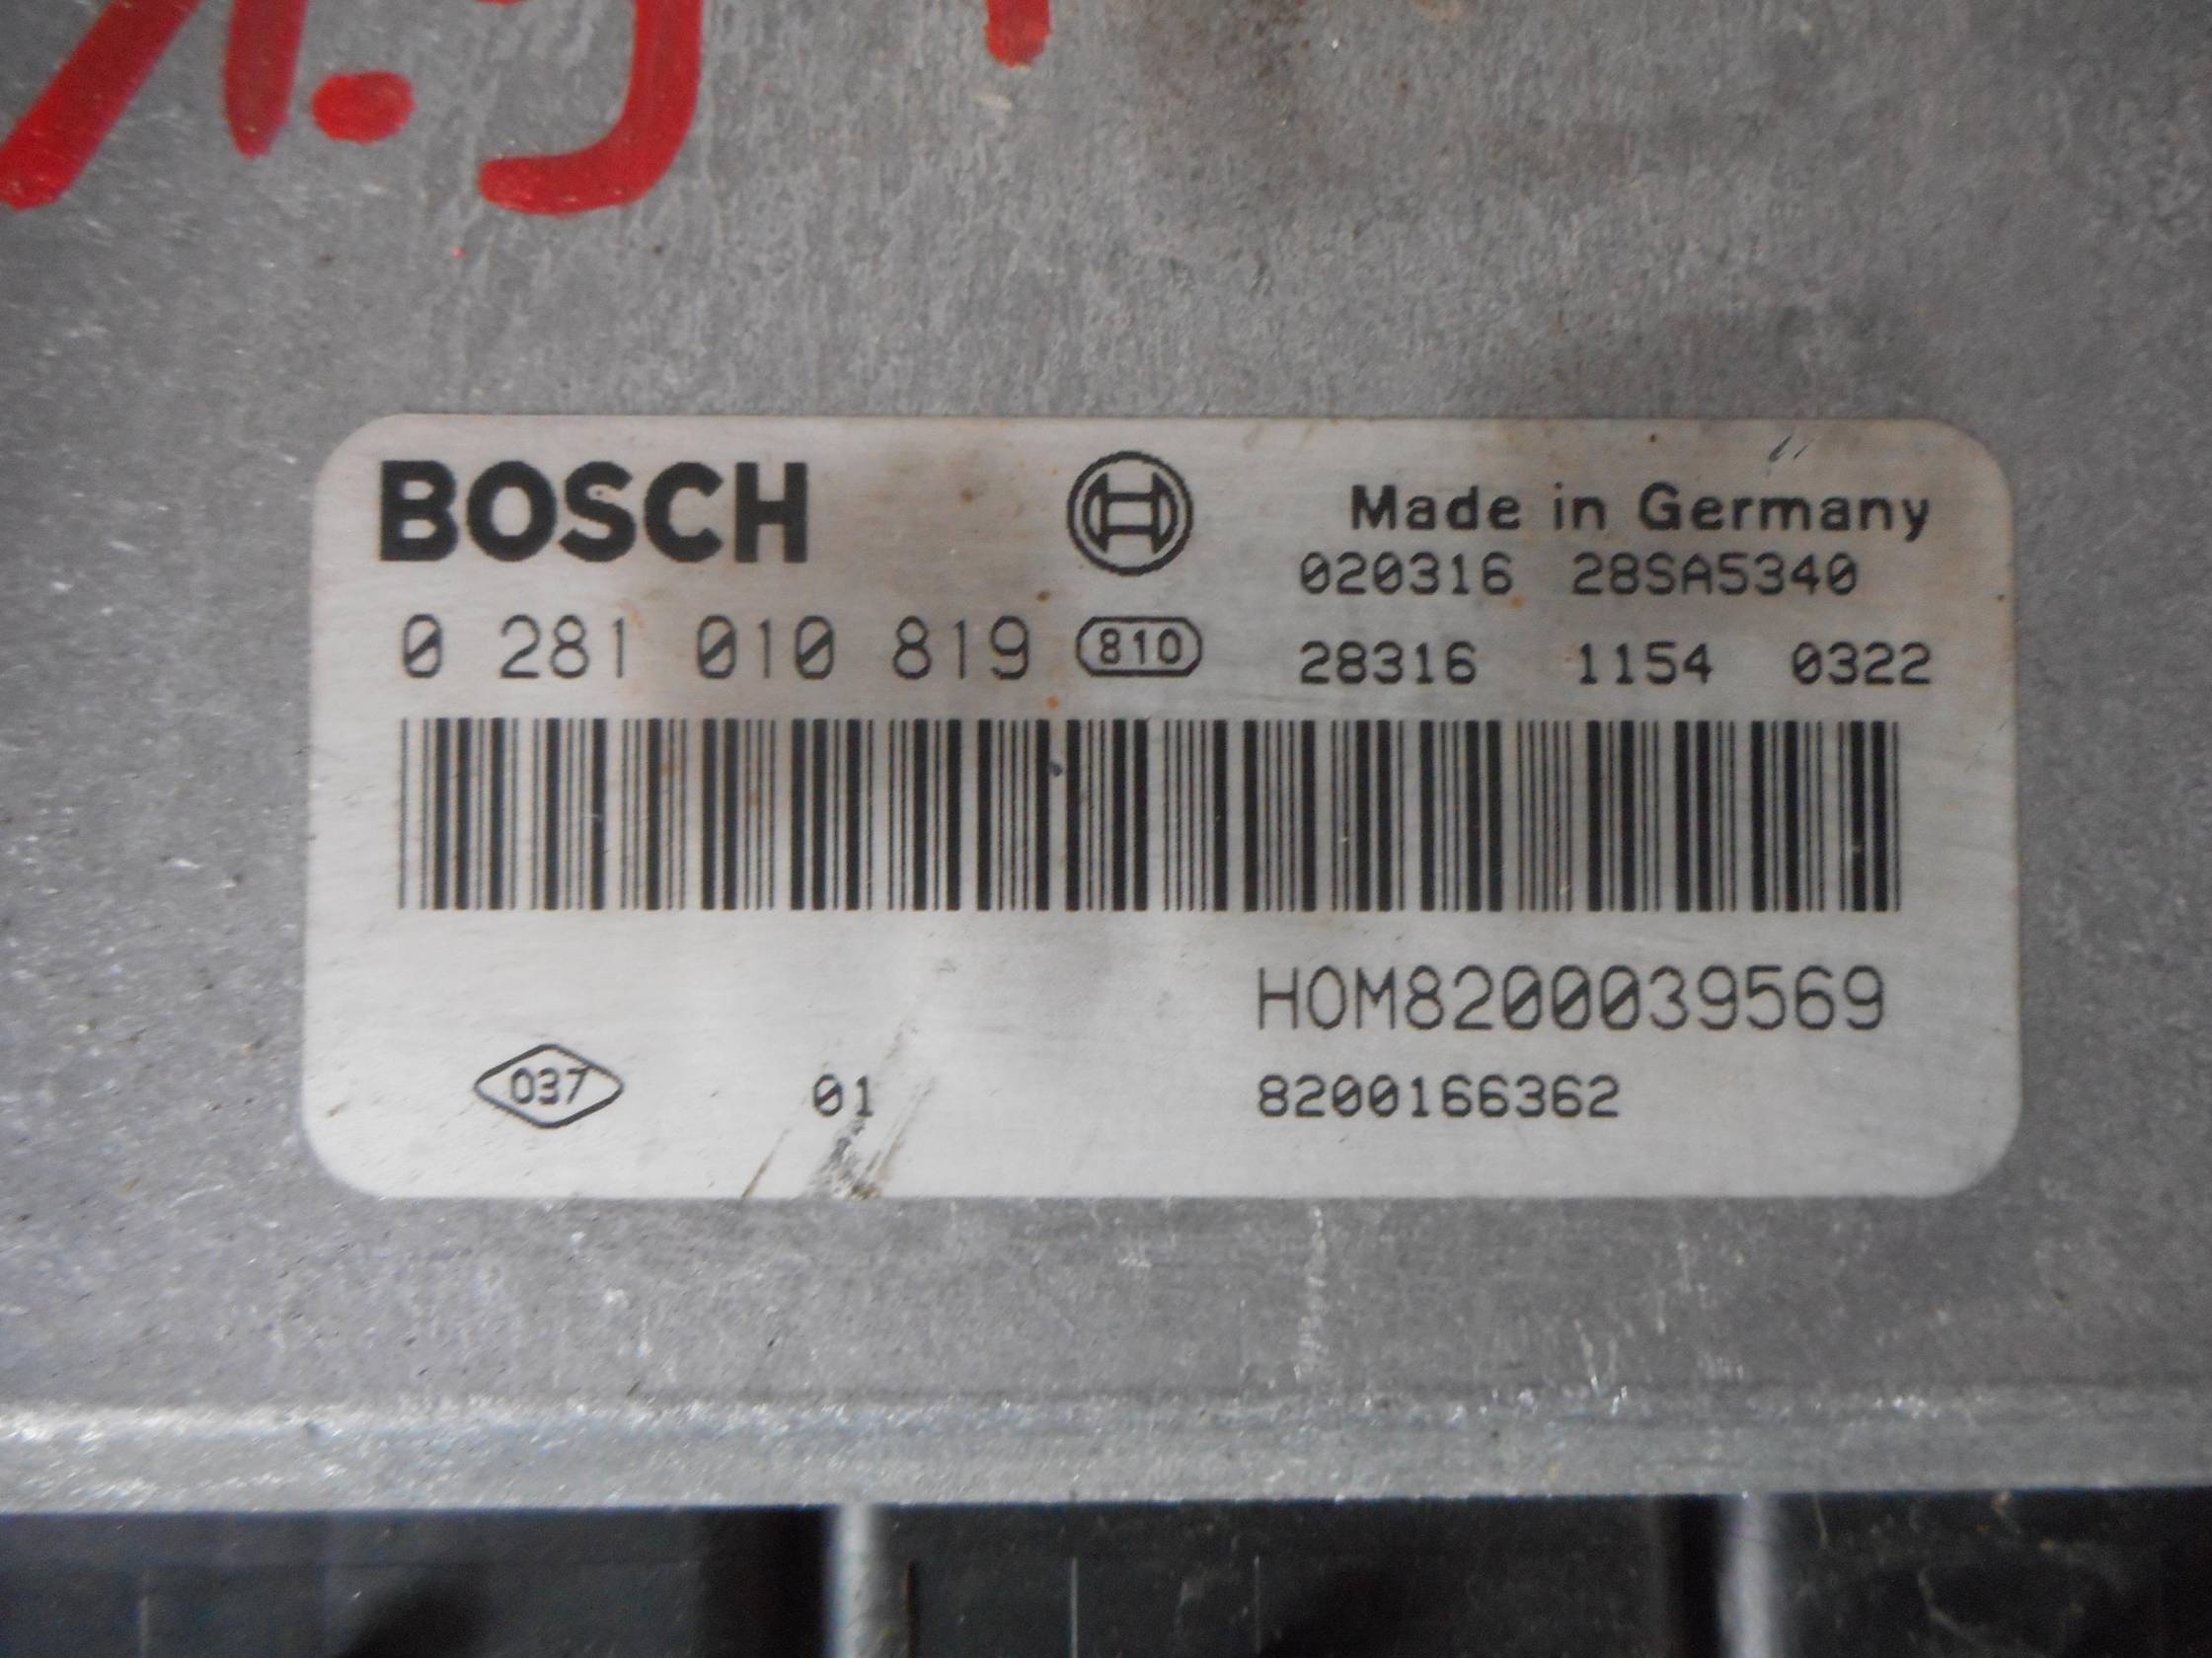 BOSCH
Made in Germany
020316 28SA5340
0 281 010 819 810
28316 1154 0322
HOM8200039569
037 01 8200166362